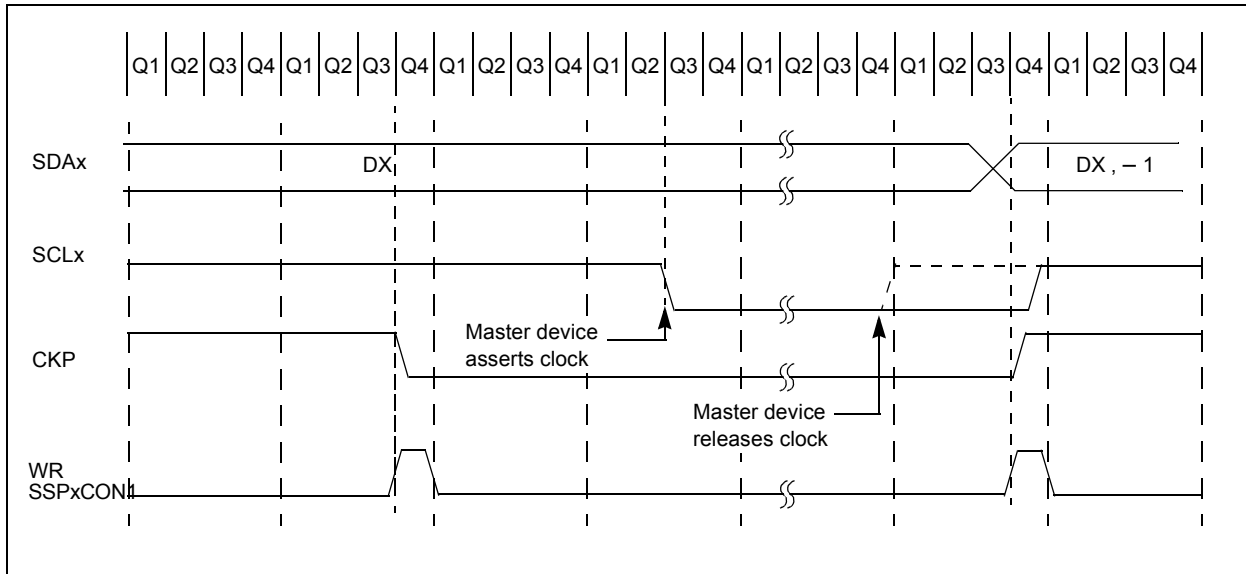 Q1 Q2 Q3 Q4 Q1 Q2 Q3 Q4 Q1 Q2 Q3 Q4 Q1 Q2 Q3 Q4 Q1 Q2 Q3 Q4 Q1 Q2 Q3 Q4 Q1 Q2 Q3 Q4
SDAx
DX
DX , – 1
SCLx
Master device
asserts clock
CKP
Master device
releases clock
WR
SSPxCON1